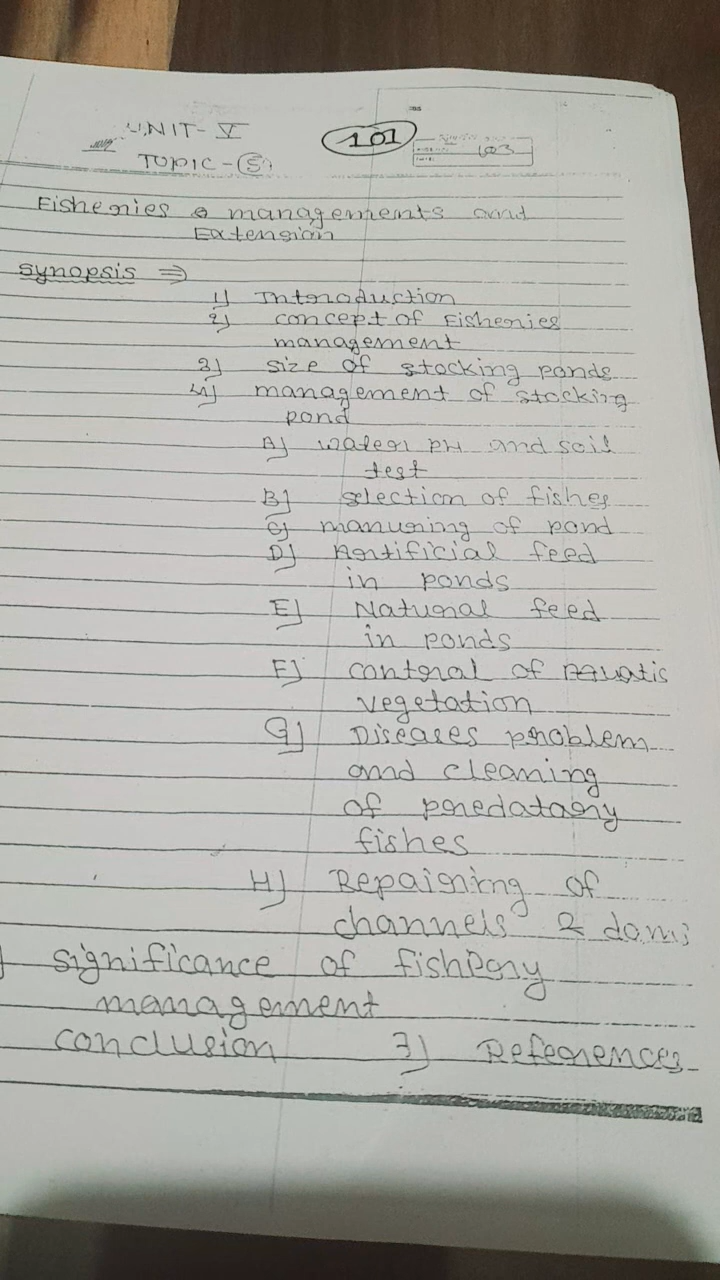 UNIT-V
101
TOPIC-(5)
103
Fisheries & managements and
Extension
Synopsis ⇒
1) Introduction
2) concept of Fisheries
management
3) size of stocking ponds
4) management of stocking
pond
A) water PH and soil
test
B) selection of fishes
C) manuring of pond
D) Artificial feed
in ponds
E) Natural feed
in ponds
F) contoral of Aquatic
vegetation
G) Diseases problem
and cleaning
of predatory
fishes
H) Repairing of
channels & dams
significance of fishery
management
conclusion 7) References